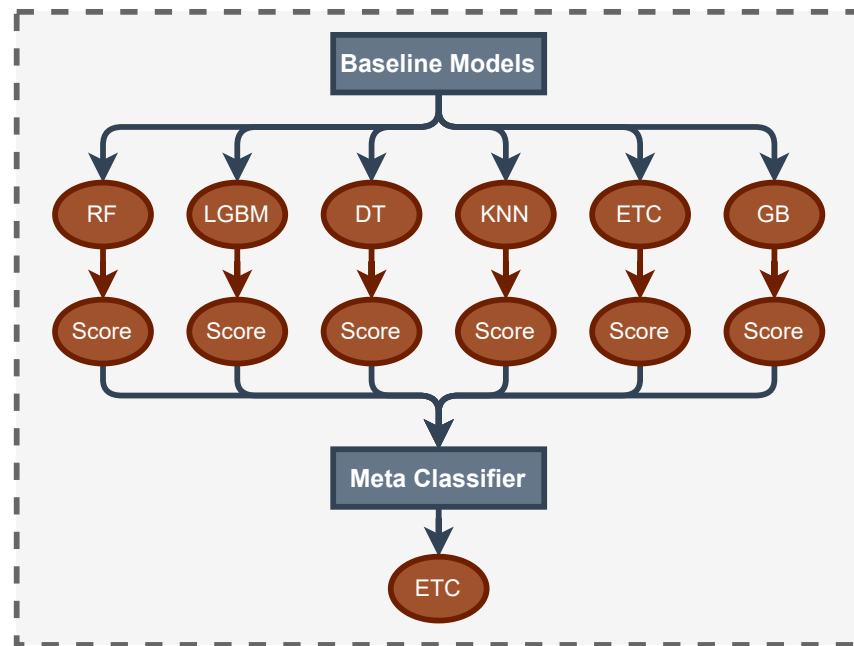 Baseline Models
RF LGBM DT KNN ETC GB
Score Score Score Score Score Score
Meta Classifier
ETC